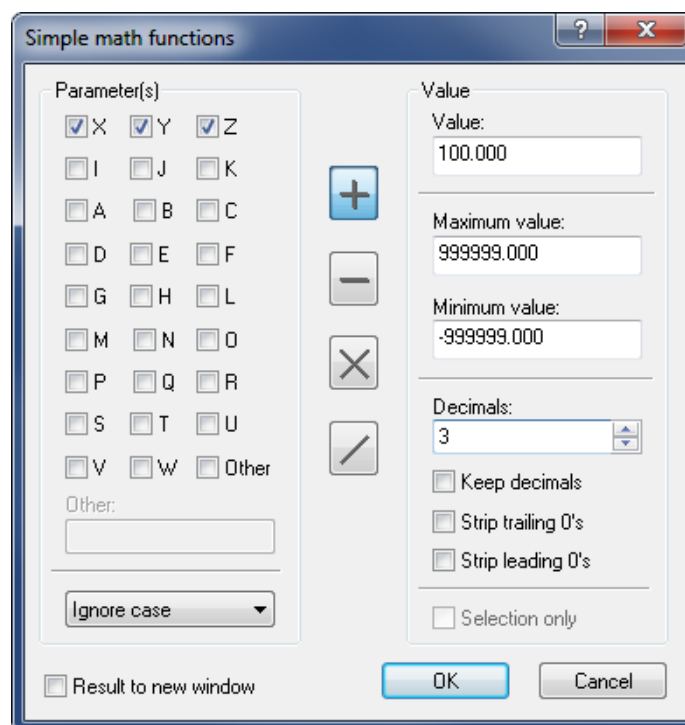 Simple math functions
?
X
Parameter(s)
X Y Z
I J K
A B C
D E F
G H L
M N O
P Q R
S T U
V W Other
Other:
Ignore case
Result to new window
+
−
×
/
Value
Value:
100.000
Maximum value:
999999.000
Minimum value:
-999999.000
Decimals:
3
Keep decimals
Strip trailing 0's
Strip leading 0's
Selection only
OK Cancel